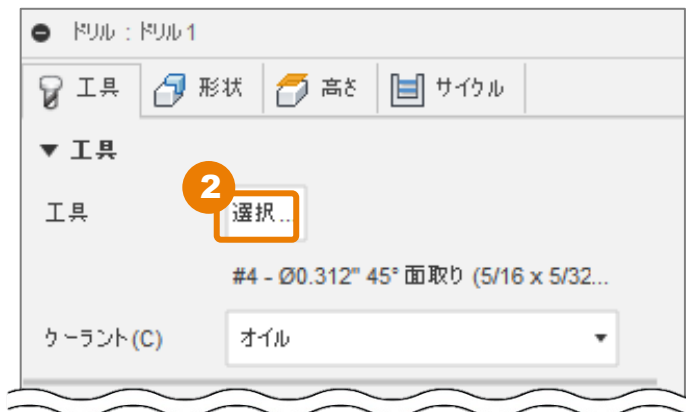 ドリル : ドリル 1
工具 形状 高さ サイクル
▼ 工具
2
工具 選択...
#4 - Ø0.312" 45° 面取り (5/16 x 5/32...
クーラント(C) オイル